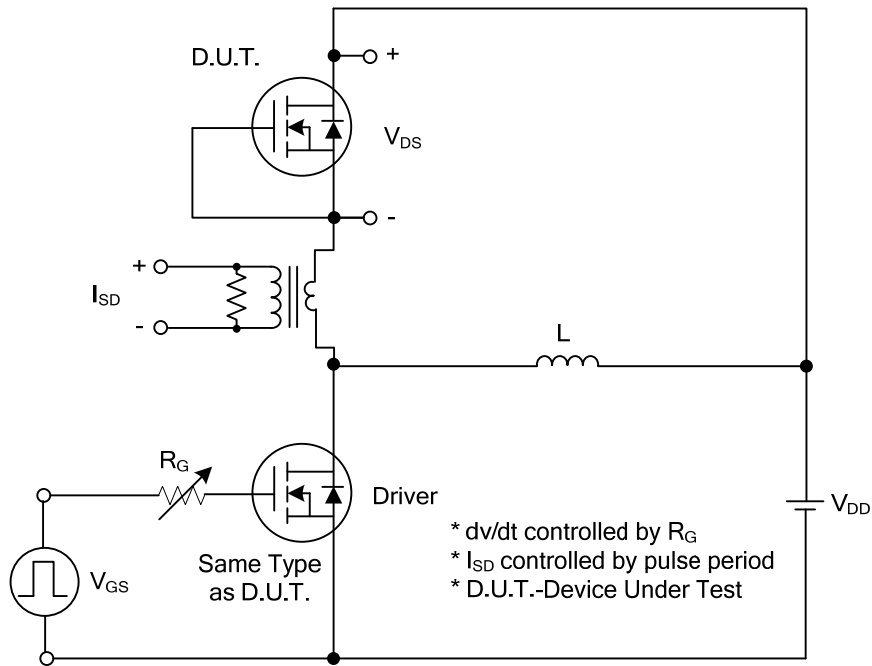 D.U.T.
+
VDS
-
+
ISD
-
L
RG
Driver
VDD
VGS
Same Type
as D.U.T.
* dv/dt controlled by RG
* ISD controlled by pulse period
* D.U.T.-Device Under Test